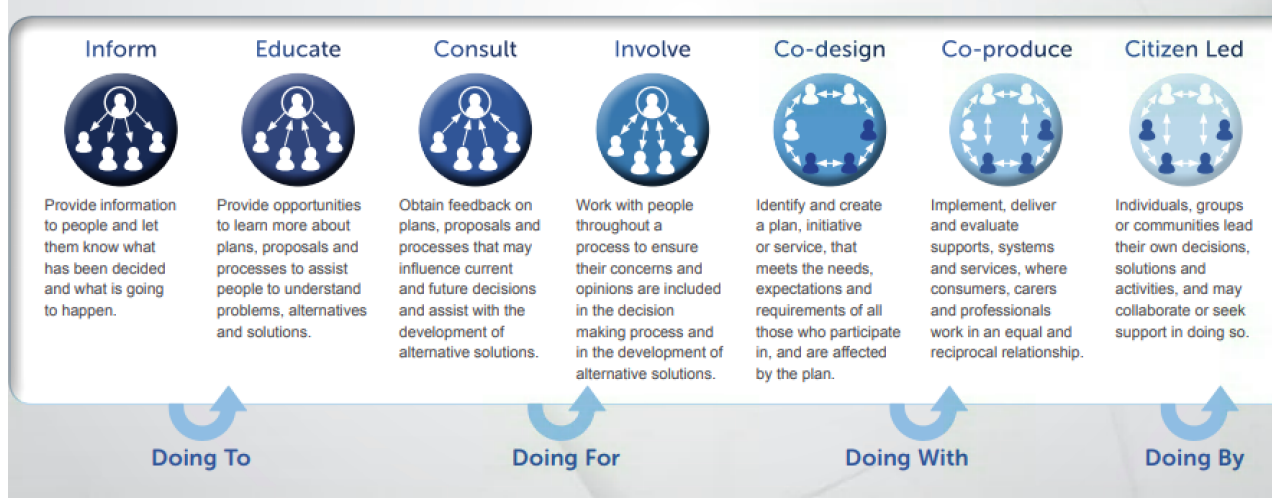 Inform
Provide information
to people and let
them know what
has been decided
and what is going
to happen.
Educate
Provide opportunities
to learn more about
plans, proposals and
processes to assist
people to understand
problems, alternatives
and solutions.
Consult
Obtain feedback on
plans, proposals and
processes that may
influence current
and future decisions
and assist with the
development of
alternative solutions.
Involve
Work with people
throughout a
process to ensure
their concerns and
opinions are included
in the decision
making process and
in the development of
alternative solutions.
Co-design
Identify and create
a plan, initiative
or service, that
meets the needs,
expectations and
requirements of all
those who participate
in, and are affected
by the plan.
Co-produce
Implement, deliver
and evaluate
supports, systems
and services, where
consumers, carers
and professionals
work in an equal and
reciprocal relationship.
Citizen Led
Individuals, groups
or communities lead
their own decisions,
solutions and
activities, and may
collaborate or seek
support in doing so.
Doing To
Doing For
Doing With
Doing By